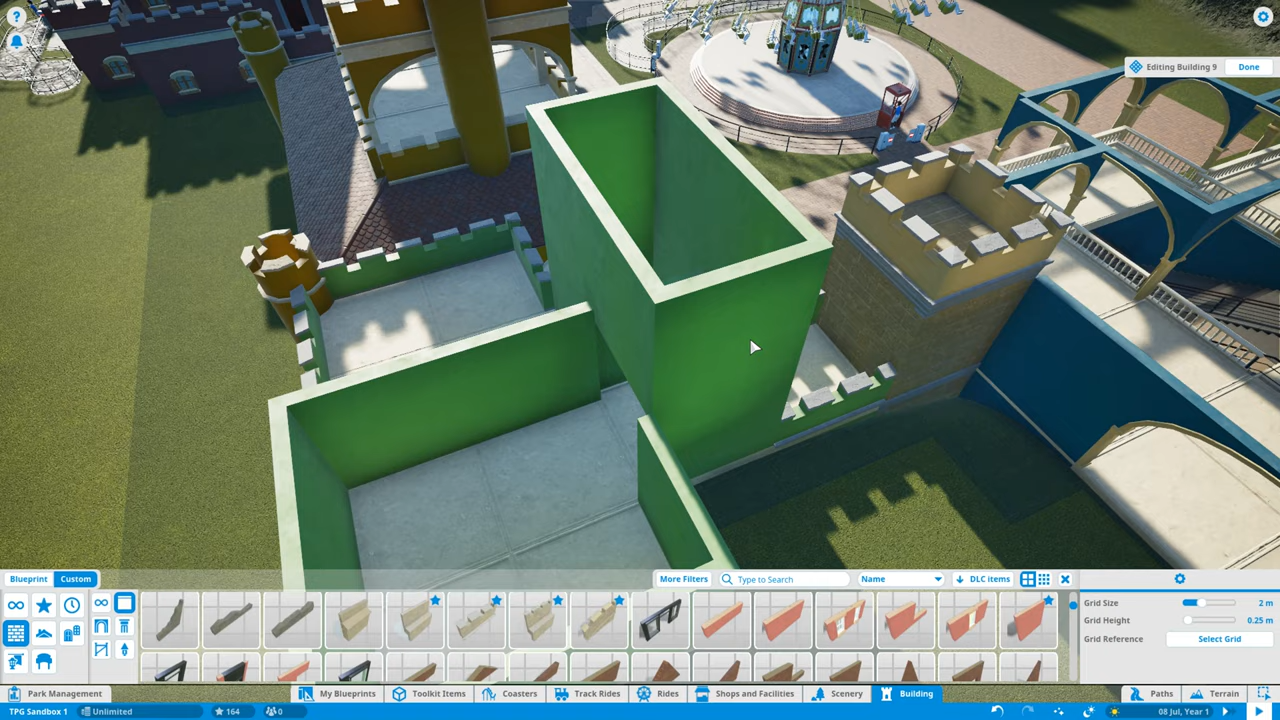 ?
Editing Building 9 Done
Blueprint Custom More Filters Type to Search Name DLC items
Grid Size 2 m
Grid Height 0.25 m
Grid Reference Select Grid
Park Management My Blueprints Toolkit Items Coasters Track Rides Rides Shops and Facilities Scenery Building Paths Terrain
TPG Sandbox 1 Unlimited 164 0 08 Jul, Year 1